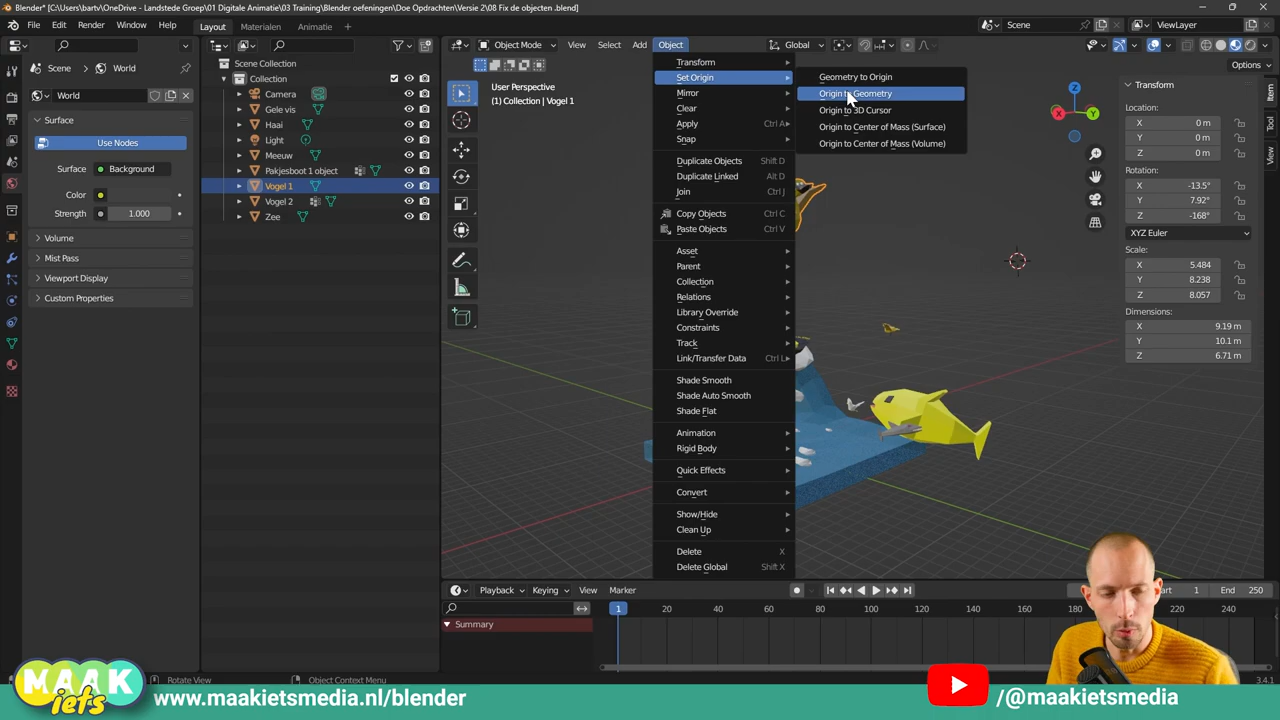 Blender* [C:\Users\bartv\OneDrive - Landstede Groep\01 Digitale Animatie\03 Training\Blender oefeningen\Doe Opdrachten\Versie 2\08 Fix de objecten .blend]
File Edit Render Window Help Layout Materialen Animatie Scene ViewLayer
Object Mode View Select Add Object Global Options
Scene World
World
Surface
Use Nodes
Surface Background
Color
Strength 1.000
Volume
Mist Pass
Viewport Display
Custom Properties
Scene Collection
Collection
Camera
Gele vis
Haai
Light
Meeuw
Pakjesboot 1 object
Vogel 1
Vogel 2
Zee
User Perspective
(1) Collection | Vogel 1
Transform
Set Origin
Mirror
Clear
Apply Ctrl A
Snap
Duplicate Objects Shift D
Duplicate Linked Alt D
Join Ctrl J
Copy Objects Ctrl C
Paste Objects Ctrl V
Asset
Parent
Collection
Relations
Library Override
Constraints
Track
Link/Transfer Data Ctrl L
Shade Smooth
Shade Auto Smooth
Shade Flat
Animation
Rigid Body
Quick Effects
Convert
Show/Hide
Clean Up
Delete X
Delete Global Shift X
Geometry to Origin
Origin to Geometry
Origin to 3D Cursor
Origin to Center of Mass (Surface)
Origin to Center of Mass (Volume)
X
Y
Z
Transform
Location:
X 0 m
Y 0 m
Z 0 m
Rotation:
X -13.5°
Y 7.92°
Z -168°
XYZ Euler
Scale:
X 5.484
Y 8.238
Z 8.057
Dimensions:
X 9.19 m
Y 10.1 m
Z 6.71 m
Item
Tool
View
Playback Keying View Marker
1 End 250
1 20 40 60 80 100 120 140 180 200 220 240
Summary
Rotate View Object
3.4.1
MAAK
iets
www.maakietsmedia.nl/blender
/@maakietsmedia